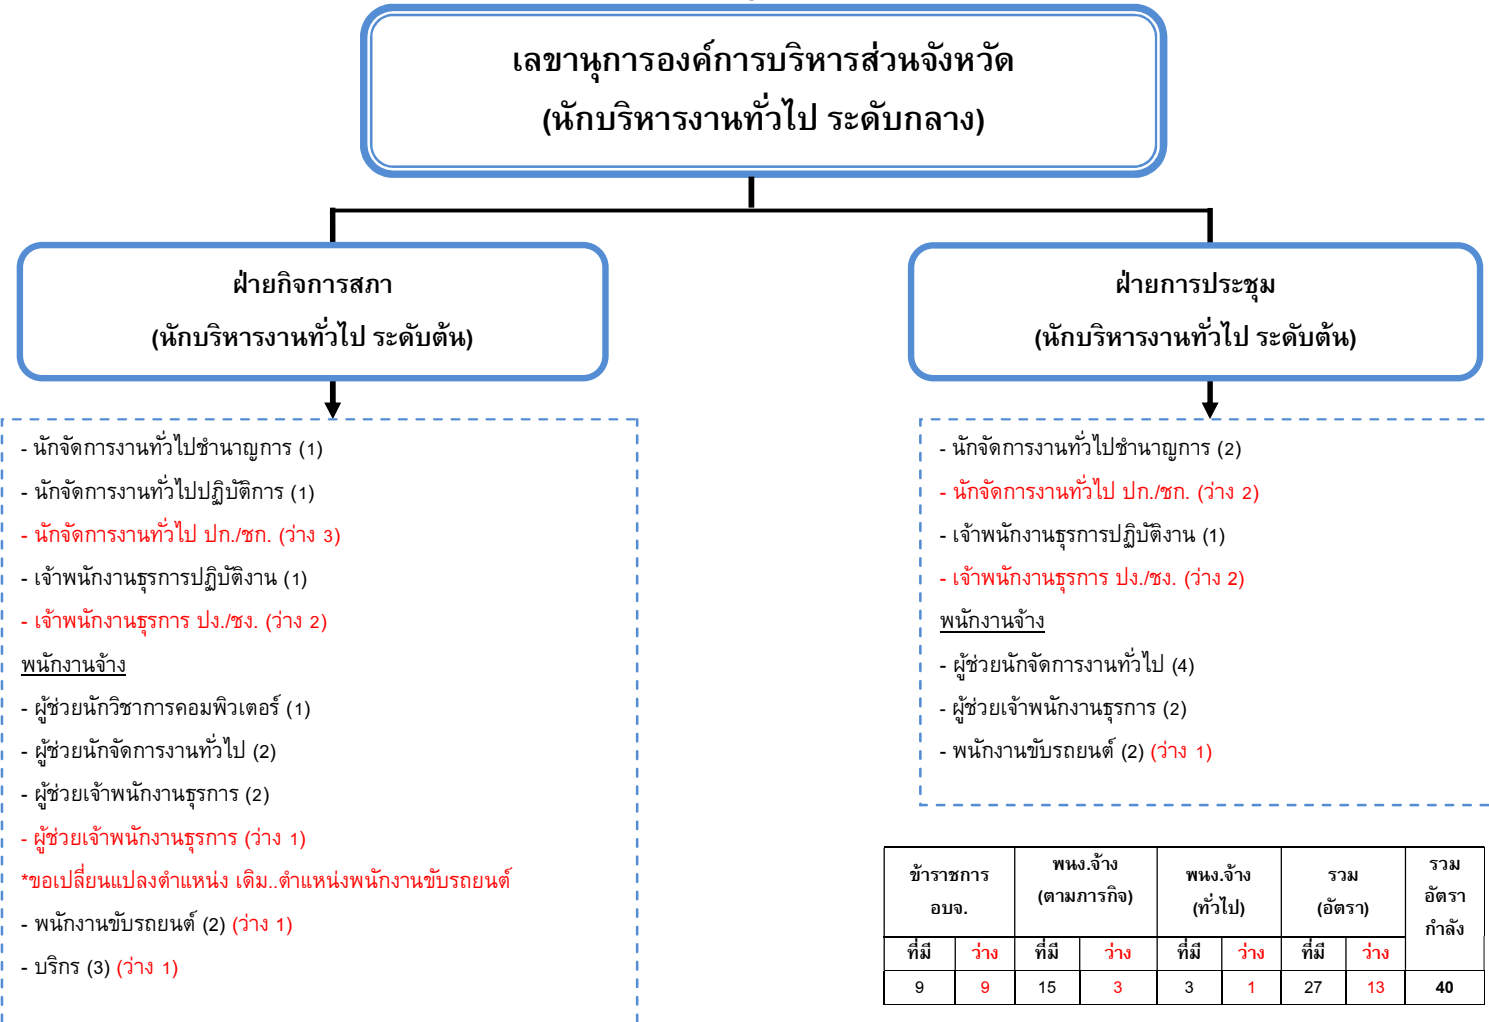 เลขานุการองค์การบริหารส่วนจังหวัด
(นักบริหารงานทั่วไป ระดับกลาง)
ฝ่ายกิจการสภา
(นักบริหารงานทั่วไป ระดับต้น)
- นักจัดการงานทั่วไปชำนาญการ (1)
- นักจัดการงานทั่วไปปฏิบัติการ (1)
- นักจัดการงานทั่วไป ปก./ชก. (ว่าง 3)
- เจ้าพนักงานธุรการปฏิบัติงาน (1)
- เจ้าพนักงานธุรการ ปง./ชง. (ว่าง 2)
พนักงานจ้าง
- ผู้ช่วยนักวิชาการคอมพิวเตอร์ (1)
- ผู้ช่วยนักจัดการงานทั่วไป (2)
- ผู้ช่วยเจ้าพนักงานธุรการ (2)
- ผู้ช่วยเจ้าพนักงานธุรการ (ว่าง 1)
*ขอเปลี่ยนแปลงตำแหน่ง เดิม..ตำแหน่งพนักงานขับรถยนต์
- พนักงานขับรถยนต์ (2) (ว่าง 1)
- บริกร (3) (ว่าง 1)
ฝ่ายการประชุม
(นักบริหารงานทั่วไป ระดับต้น)
- นักจัดการงานทั่วไปชำนาญการ (2)
- นักจัดการงานทั่วไป ปก./ชก. (ว่าง 2)
- เจ้าพนักงานธุรการปฏิบัติงาน (1)
- เจ้าพนักงานธุรการ ปง./ชง. (ว่าง 2)
พนักงานจ้าง
- ผู้ช่วยนักจัดการงานทั่วไป (4)
- ผู้ช่วยเจ้าพนักงานธุรการ (2)
- พนักงานขับรถยนต์ (2) (ว่าง 1)
ข้าราชการ
อบจ.
พนง.จ้าง
(ตามภารกิจ)
พนง.จ้าง
(ทั่วไป)
รวม
(อัตรา)
รวม
อัตรา
กำลัง
ที่มี ว่าง ที่มี ว่าง ที่มี ว่าง ที่มี ว่าง
9 9 15 3 3 1 27 13 40